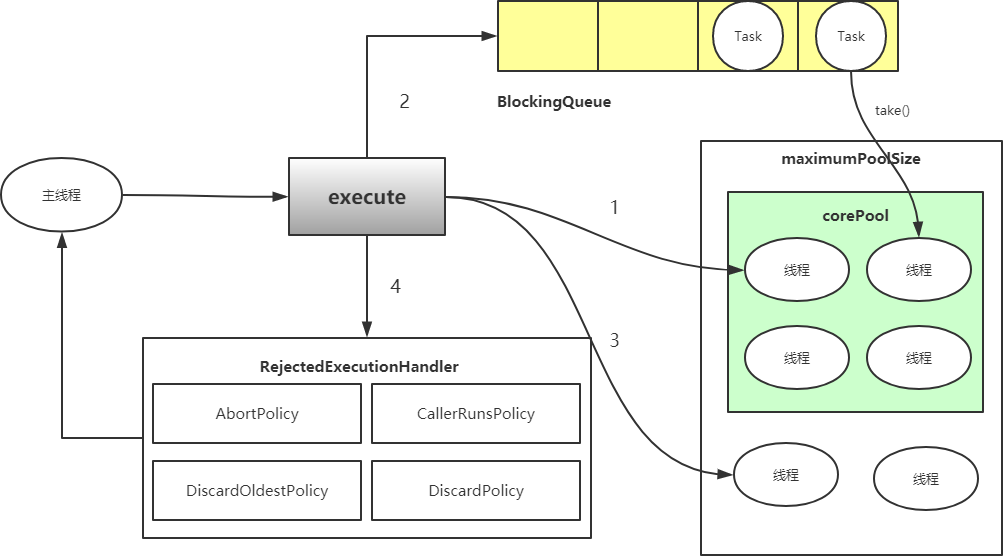 Task
Task
BlockingQueue
2
take()
maximumPoolSize
主线程
execute
corePool
1
线程
线程
4
3
线程
线程
RejectedExecutionHandler
AbortPolicy
CallerRunsPolicy
DiscardOldestPolicy
DiscardPolicy
线程
线程